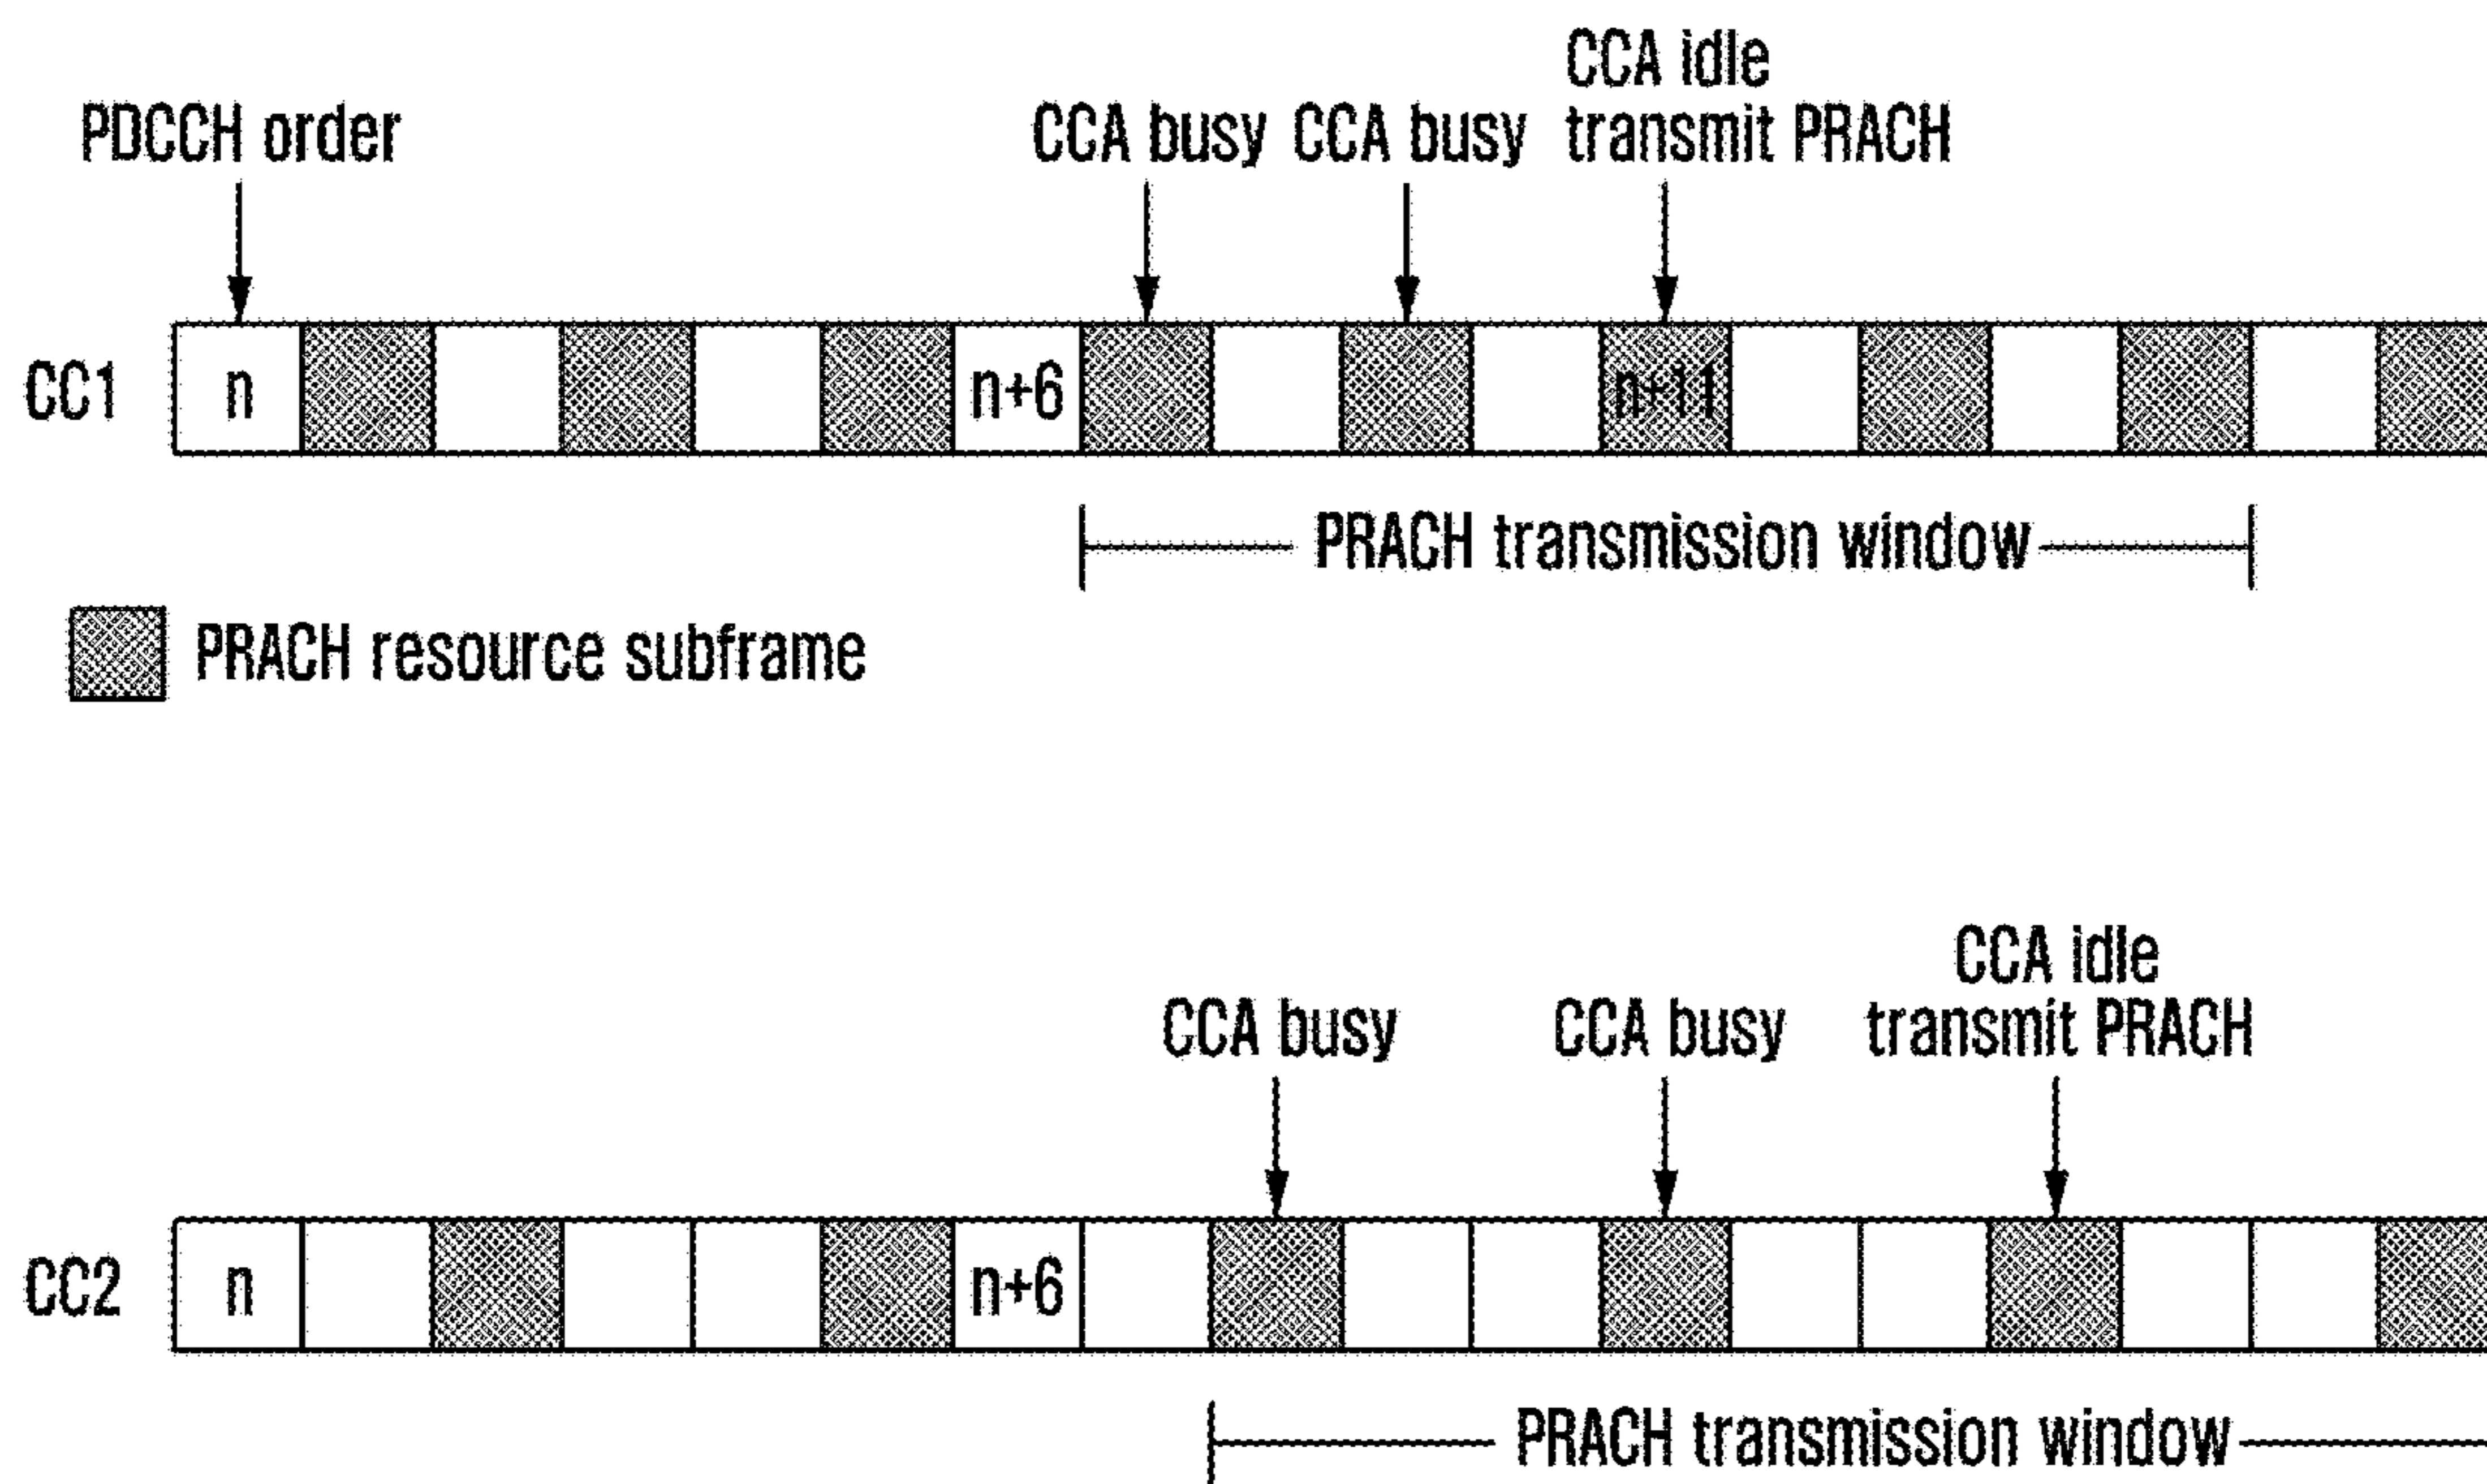 CCA idle
PDCCH order CCA busy CCA busy transmit PRACH
CC1 n n+6 n+11
PRACH transmission window
PRACH resource subframe
CCA idle
CCA busy CCA busy transmit PRACH
CC2 n n+6
PRACH transmission window